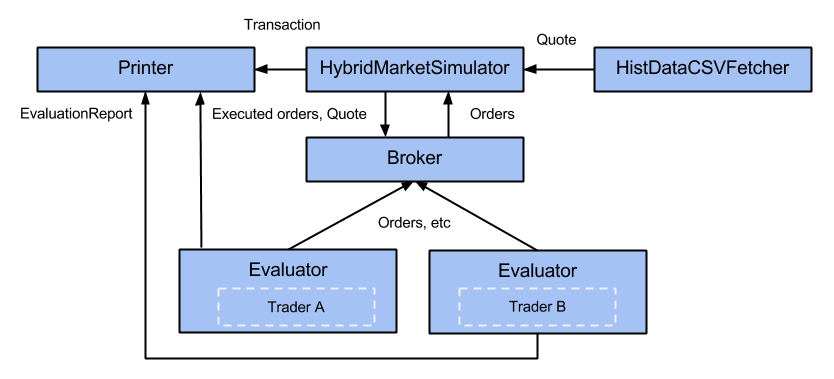 Transaction
Quote
Printer
HybridMarketSimulator
HistDataCSVFetcher
EvaluationReport
Executed orders, Quote
Orders
Broker
Orders, etc
Evaluator
Evaluator
Trader A
Trader B